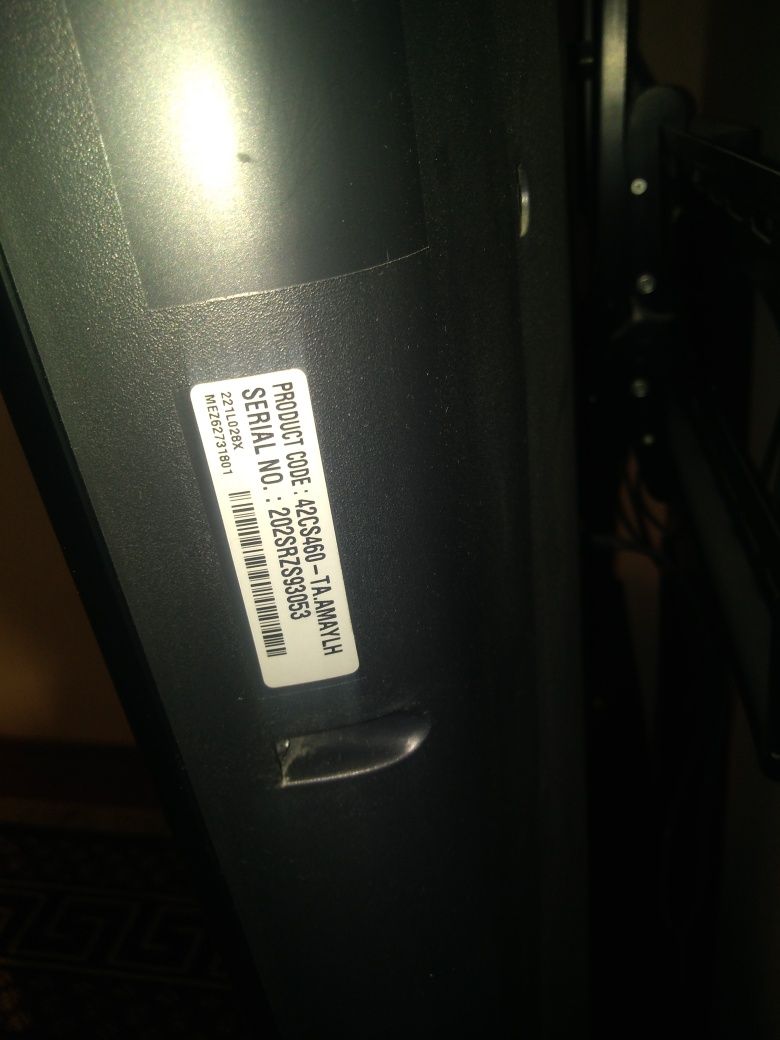 PRODUCT CODE : 42CS460-TA.AMAYLH
SERIAL NO. : 202SRZS93053
221L028X
MEZ62731801